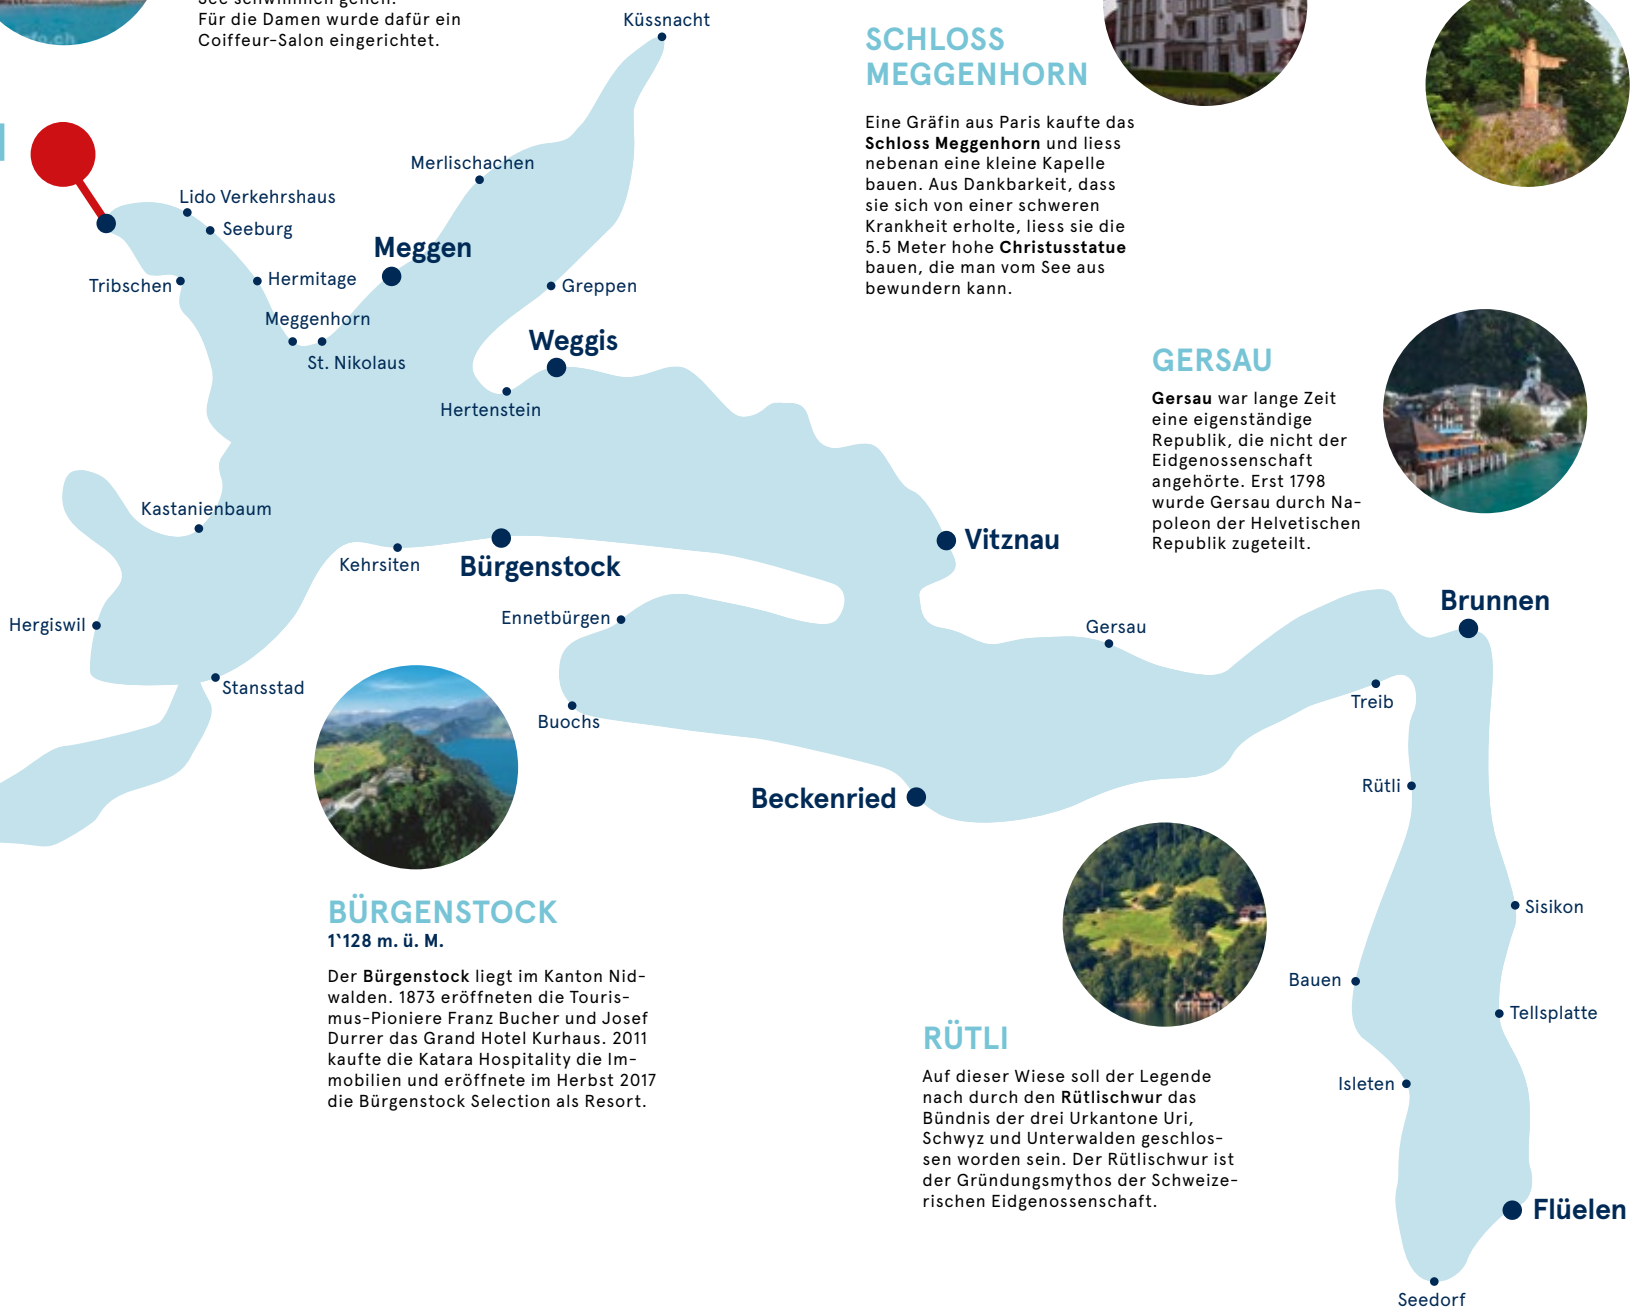 Für die Damen wurde dafür ein
Coiffeur-Salon eingerichtet.
Küssnacht
SCHLOSS
MEGGENHORN
Eine Gräfin aus Paris kaufte das
Schloss Meggenhorn und liess
nebenan eine kleine Kapelle
bauen. Aus Dankbarkeit, dass
sie sich von einer schweren
Krankheit erholte, liess sie die
5.5 Meter hohe Christusstatue
bauen, die man vom See aus
bewundern kann.
Merlischachen
Lido Verkehrshaus
Seeburg
Meggen
Tribschen
Hermitage
Greppen
Meggenhorn
St. Nikolaus
Weggis
Hertenstein
GERSAU
Gersau war lange Zeit
eine eigenständige
Republik, die nicht der
Eidgenossenschaft
angehörte. Erst 1798
wurde Gersau durch Na-
poleon der Helvetischen
Republik zugeteilt.
Kastanienbaum
Kehrsiten
Bürgenstock
Vitznau
Hergiswil
Ennetbürgen
Gersau
Brunnen
Stansstad
Buochs
Treib
Beckenried
Rütli
BÜRGENSTOCK
1`128 m. ü. M.
Der Bürgenstock liegt im Kanton Nid-
walden. 1873 eröffneten die Touris-
mus-Pioniere Franz Bucher und Josef
Durrer das Grand Hotel Kurhaus. 2011
kaufte die Katara Hospitality die Im-
mobilien und eröffnete im Herbst 2017
die Bürgenstock Selection als Resort.
Sisikon
Bauen
Tellsplatte
RÜTLI
Auf dieser Wiese soll der Legende
nach durch den Rütlischwur das
Bündnis der drei Urkantone Uri,
Schwyz und Unterwalden geschlos-
sen worden sein. Der Rütlischwur ist
der Gründungsmythos der Schweize-
rischen Eidgenossenschaft.
Isleten
Flüelen
Seedorf